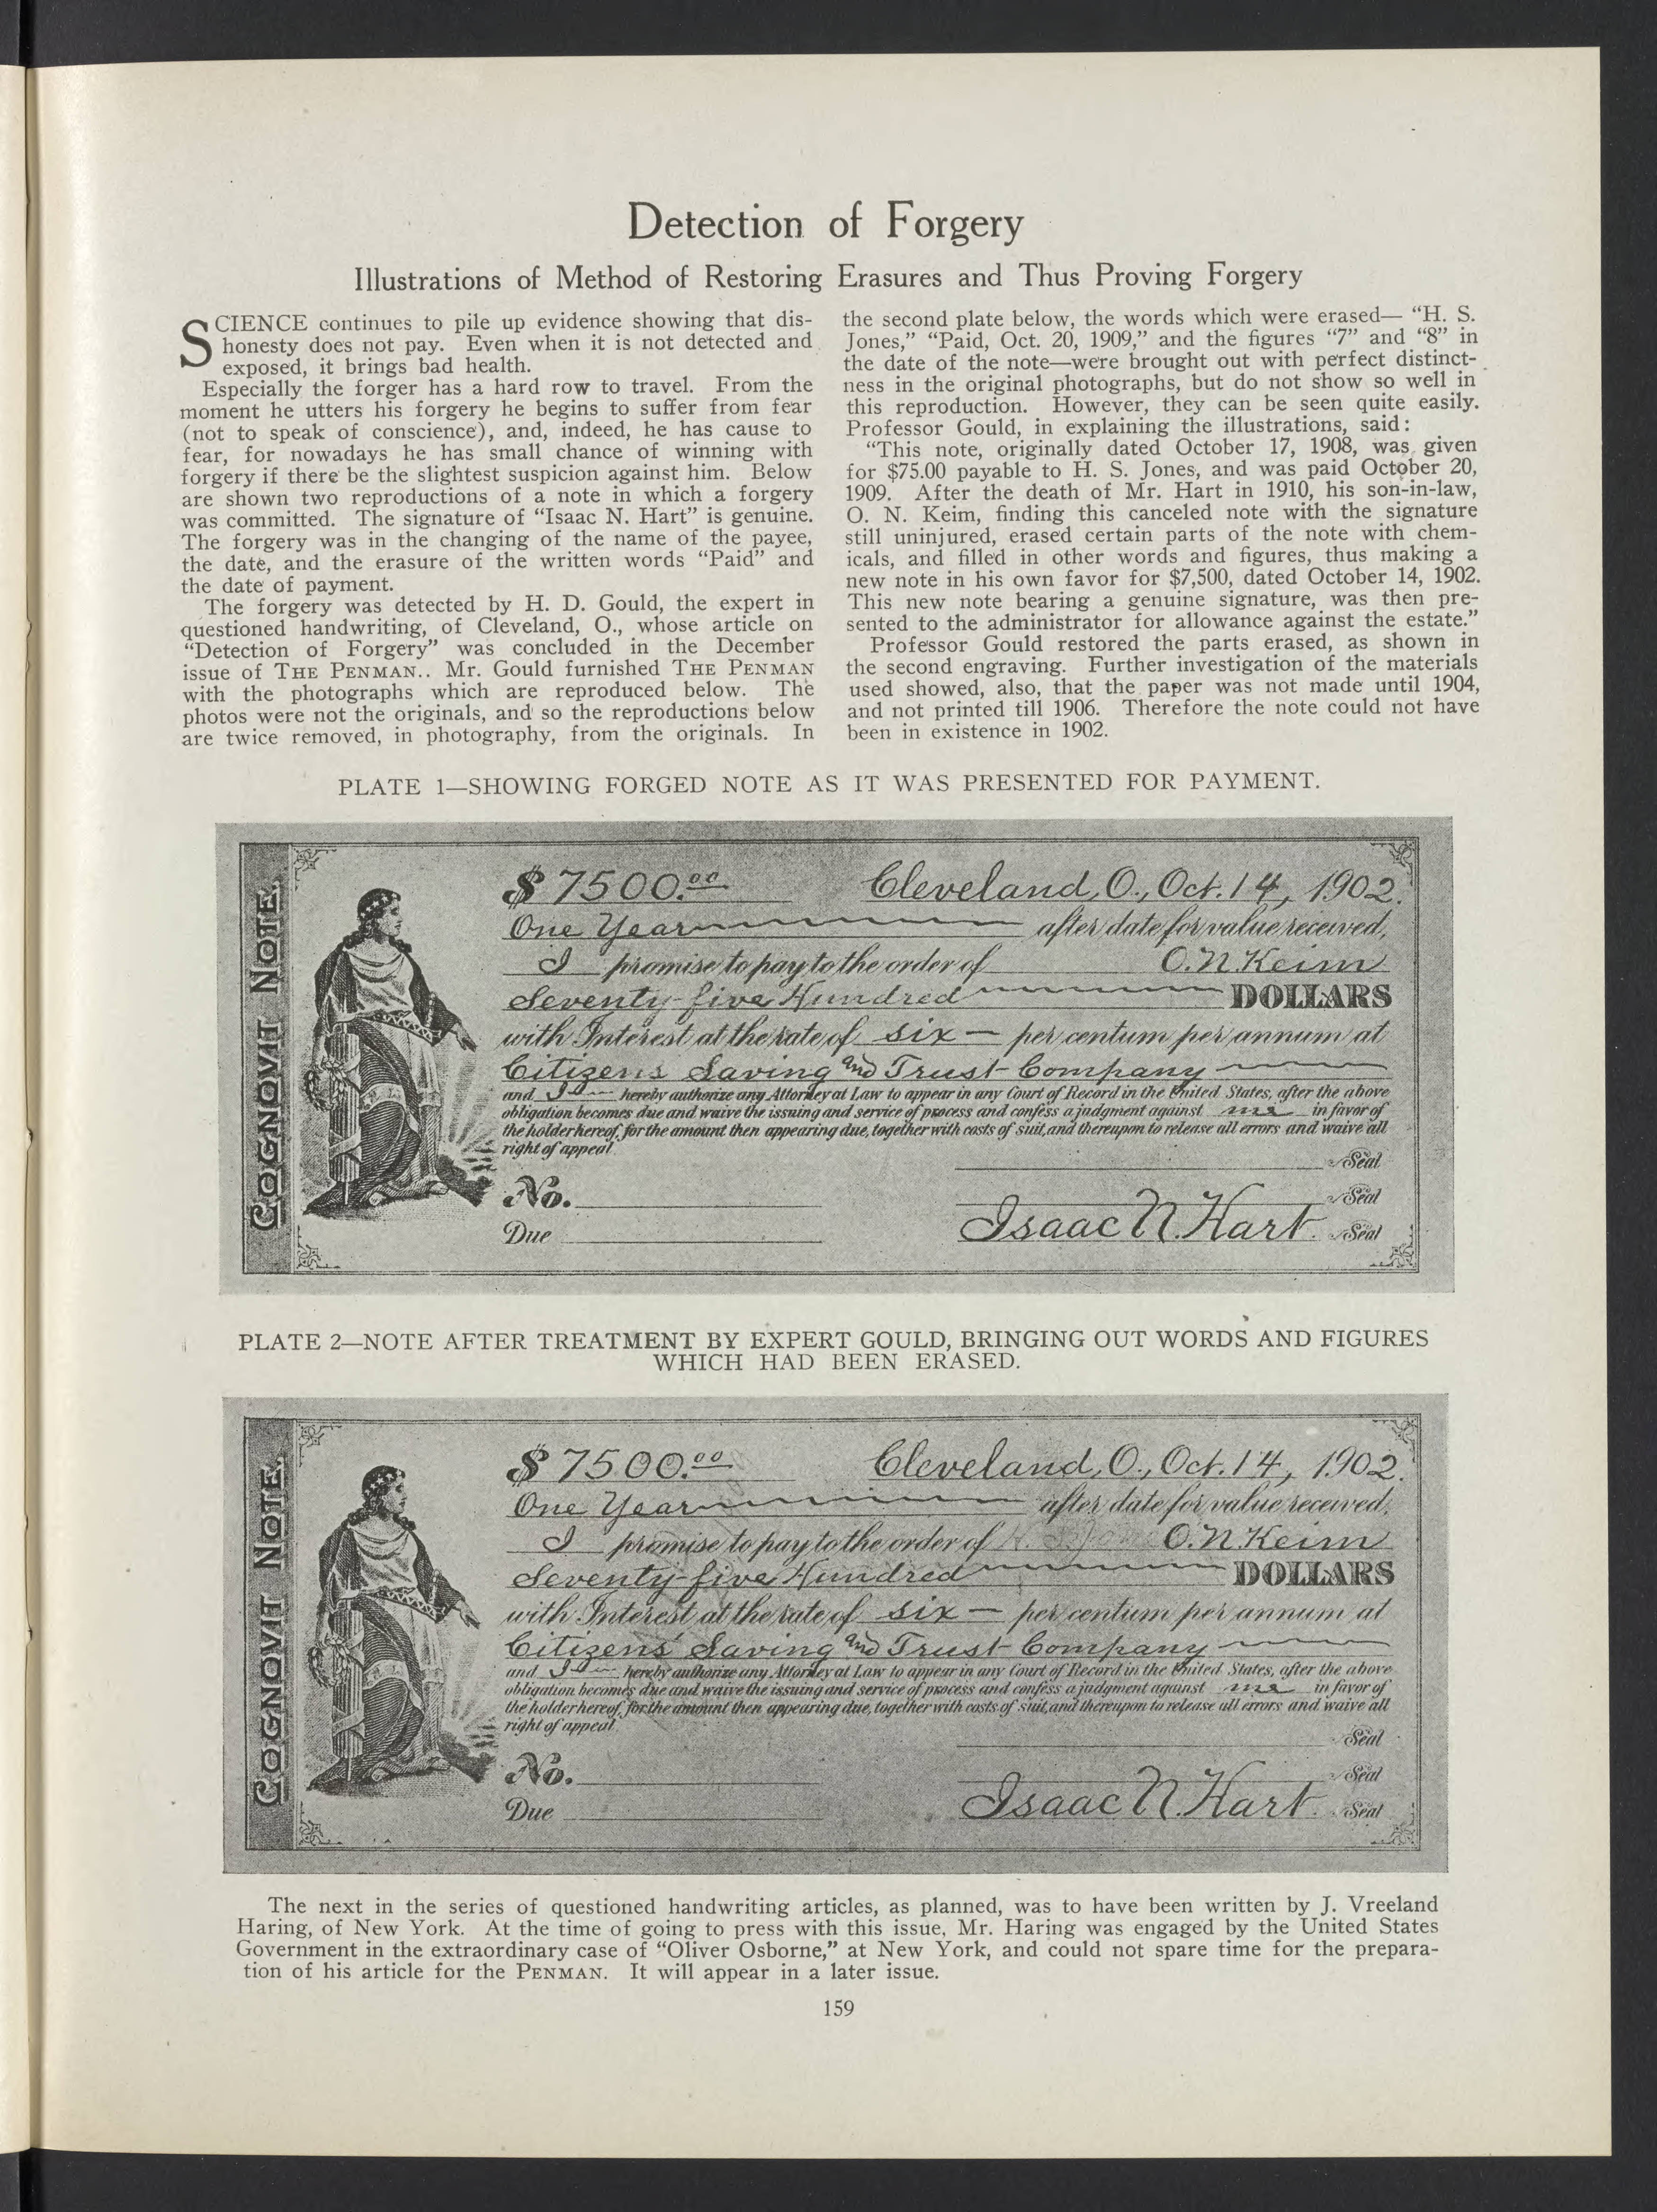 Detection of Forgery
Illustrations of Method of Restoring Erasures and Thus Proving Forgery
SCIENCE continues to pile up evidence showing that dis-
honesty does not pay. Even when it is not detected and
exposed, it brings bad health.
Especially the forger has a hard row to travel. From the
moment he utters his forgery he begins to suffer from fear
(not to speak of conscience), and, indeed, he has cause to
fear, for nowadays he has small chance of winning with
forgery if there be the slightest suspicion against him. Below
are shown two reproductions of a note in which a forgery
was committed. The signature of "Isaac N. Hart" is genuine.
The forgery was in the changing of the name of the payee,
the date, and the erasure of the written words "Paid" and
the date of payment.
The forgery was detected by H. D. Gould, the expert in
questioned handwriting, of Cleveland, O., whose article on
"Detection of Forgery" was concluded in the December
issue of THE PENMAN.. Mr. Gould furnished THE PENMAN
with the photographs which are reproduced below. The
photos were not the originals, and so the reproductions below
are twice removed, in photography, from the originals. In
the second plate below, the words which were erased— "H. S.
Jones," "Paid, Oct. 20, 1909," and the figures "7" and "8" in
the date of the note—were brought out with perfect distinct-
ness in the original photographs, but do not show so well in
this reproduction. However, they can be seen quite easily.
Professor Gould, in explaining the illustrations, said:
"This note, originally dated October 17, 1908, was given
for $75.00 payable to H. S. Jones, and was paid October 20,
1909. After the death of Mr. Hart in 1910, his son-in-law,
O. N. Keim, finding this canceled note with the signature
still uninjured, erased certain parts of the note with chem-
icals, and filled in other words and figures, thus making a
new note in his own favor for $7,500, dated October 14, 1902.
This new note bearing a genuine signature, was then pre-
sented to the administrator for allowance against the estate."
Professor Gould restored the parts erased, as shown in
the second engraving. Further investigation of the materials
used showed, also, that the paper was not made until 1904,
and not printed till 1906. Therefore the note could not have
been in existence in 1902.
PLATE 1—SHOWING FORGED NOTE AS IT WAS PRESENTED FOR PAYMENT.
COGNOVIT NOTE.
$7500.00 Cleveland, O., Oct. 14, 1902.
One Year after date for value received,
I promise to pay to the order of O. N Keim
Seventy-five Hundred DOLLARS
with Interest at the rate of six — per centum per annum at
Citizens Saving and Trust Company
and I hereby authorize any Attorney at Law to appear in any Court of Record in the United States, after the above
obligation becomes due and waive the issuing and service of process and confess a judgment against me in favor of
the holder hereof, for the amount then appearing due, together with costs of suit, and thereupon to release all errors and waive all
right of appeal
Seal
No. Seal
Due Isaac N. Hart. Seal
PLATE 2—NOTE AFTER TREATMENT BY EXPERT GOULD, BRINGING OUT WORDS AND FIGURES
WHICH HAD BEEN ERASED.
COGNOVIT NOTE.
$7500.00 Cleveland, O., Oct. 14, 1902.
One Year after date for value received,
I promise to pay to the order of H. S. O. N. Keim
Seventy-five Hundred DOLLARS
with Interest at the rate of six — per centum per annum at
Citizens' Saving and Trust Company
and I hereby authorize any Attorney at Law to appear in any Court of Record in the United States, after the above
obligation becomes due and waive the issuing and service of process and confess a judgment against me in favor of
the holder hereof, for the amount then appearing due, together with costs of suit, and thereupon to release all errors and waive all
right of appeal
Seal
No. Seal
Due Isaac N. Hart. Seal
The next in the series of questioned handwriting articles, as planned, was to have been written by J. Vreeland
Haring, of New York. At the time of going to press with this issue, Mr. Haring was engaged by the United States
Government in the extraordinary case of "Oliver Osborne," at New York, and could not spare time for the prepara-
tion of his article for the PENMAN. It will appear in a later issue.
159